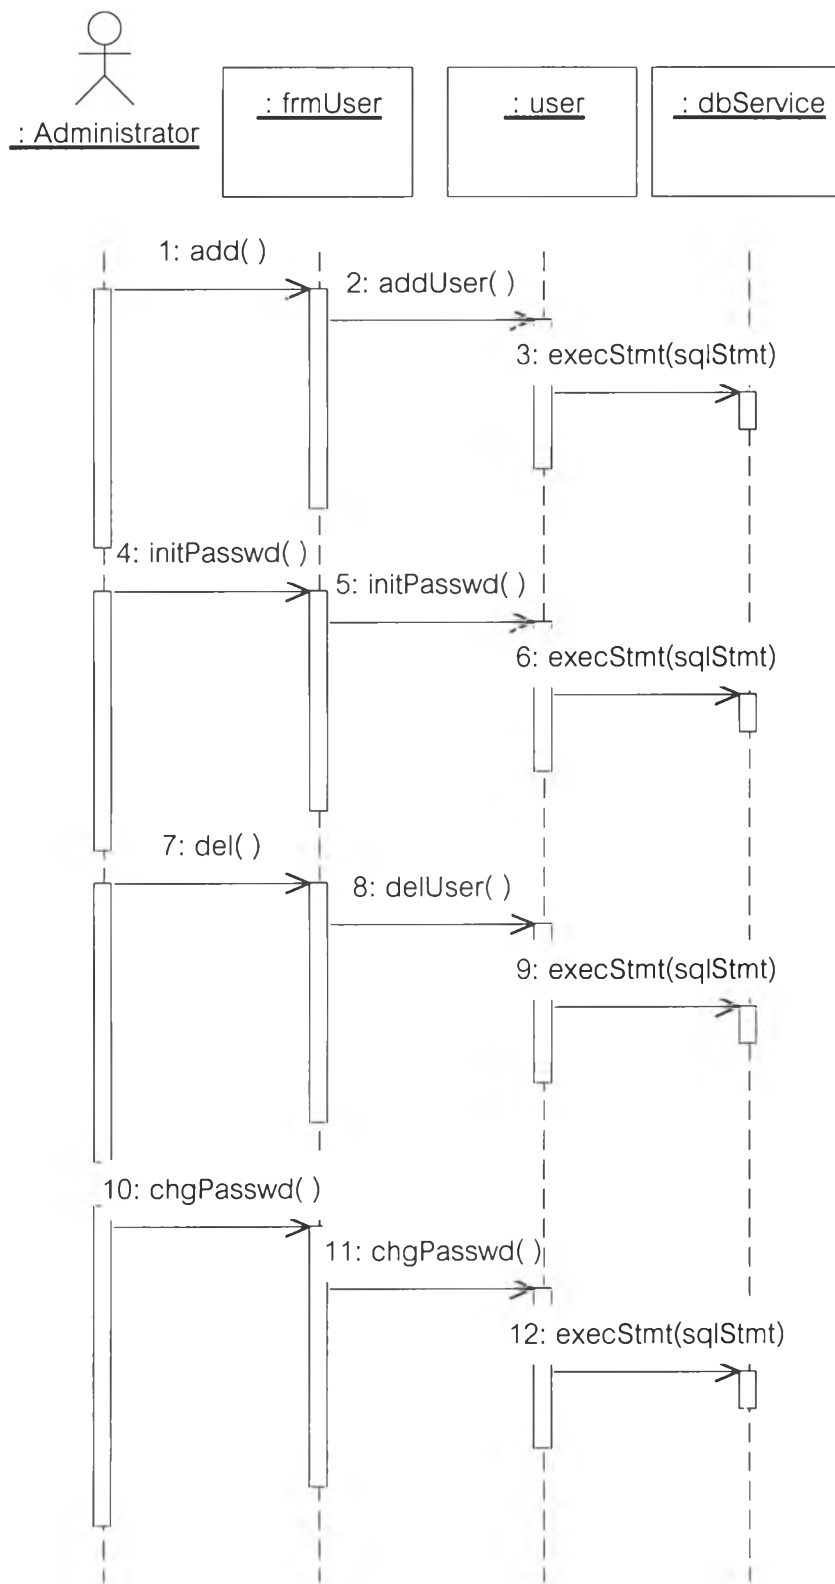 : Administrator
: frmUser
: user
: dbService
1: add( )
2: addUser( )
3: execStmt(sqlStmt)
4: initPasswd( )
5: initPasswd( )
6: execStmt(sqlStmt)
7: del( )
8: delUser( )
9: execStmt(sqlStmt)
10: chgPasswd( )
11: chgPasswd( )
12: execStmt(sqlStmt)